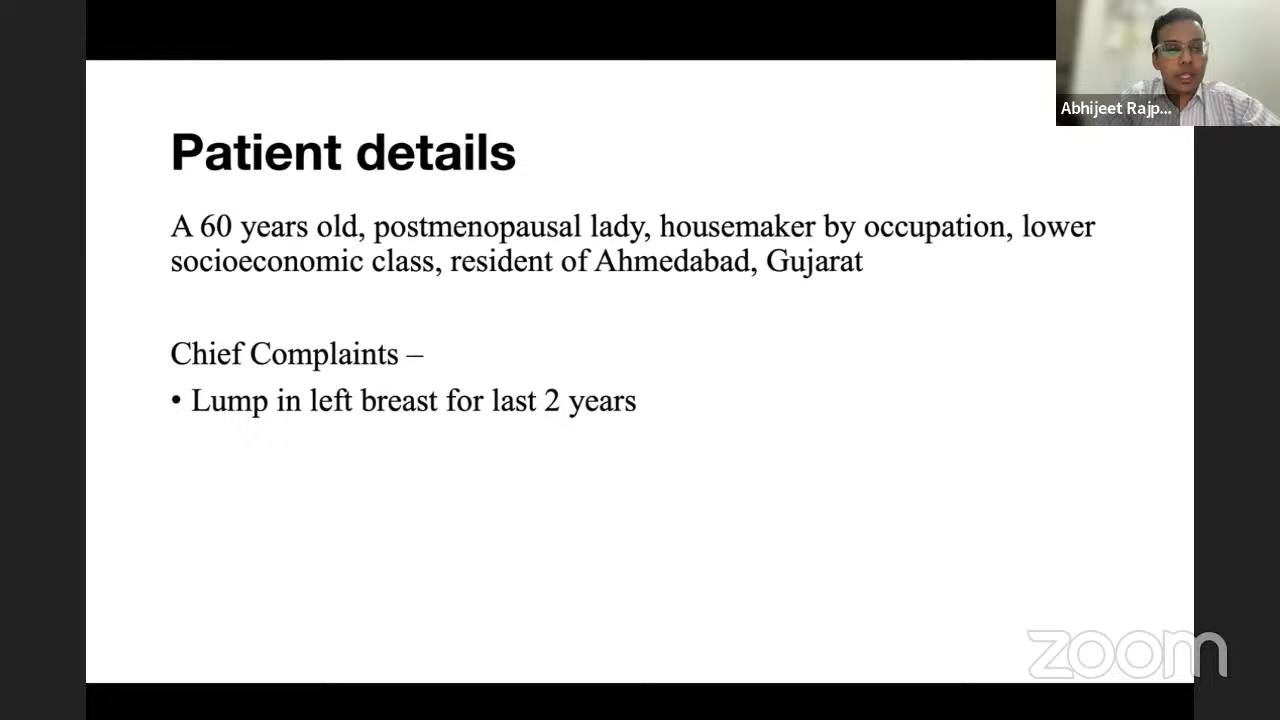 Abhijeet Rajp...
Patient details
A 60 years old, postmenopausal lady, housemaker by occupation, lower
socioeconomic class, resident of Ahmedabad, Gujarat
Chief Complaints –
• Lump in left breast for last 2 years
zoom